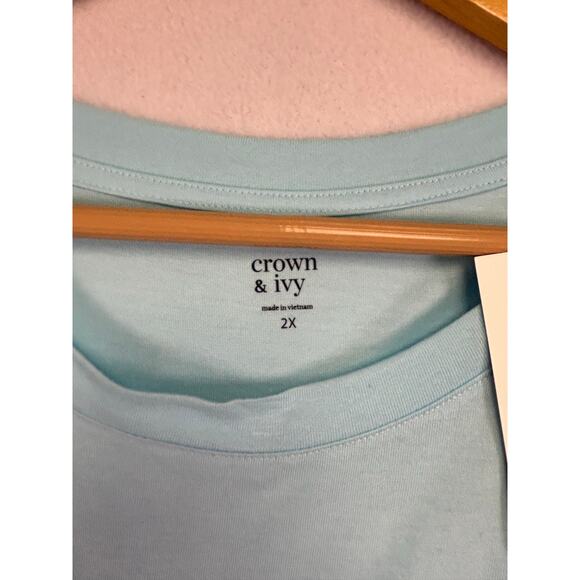 crown
& ivy
made in vietnam
2X